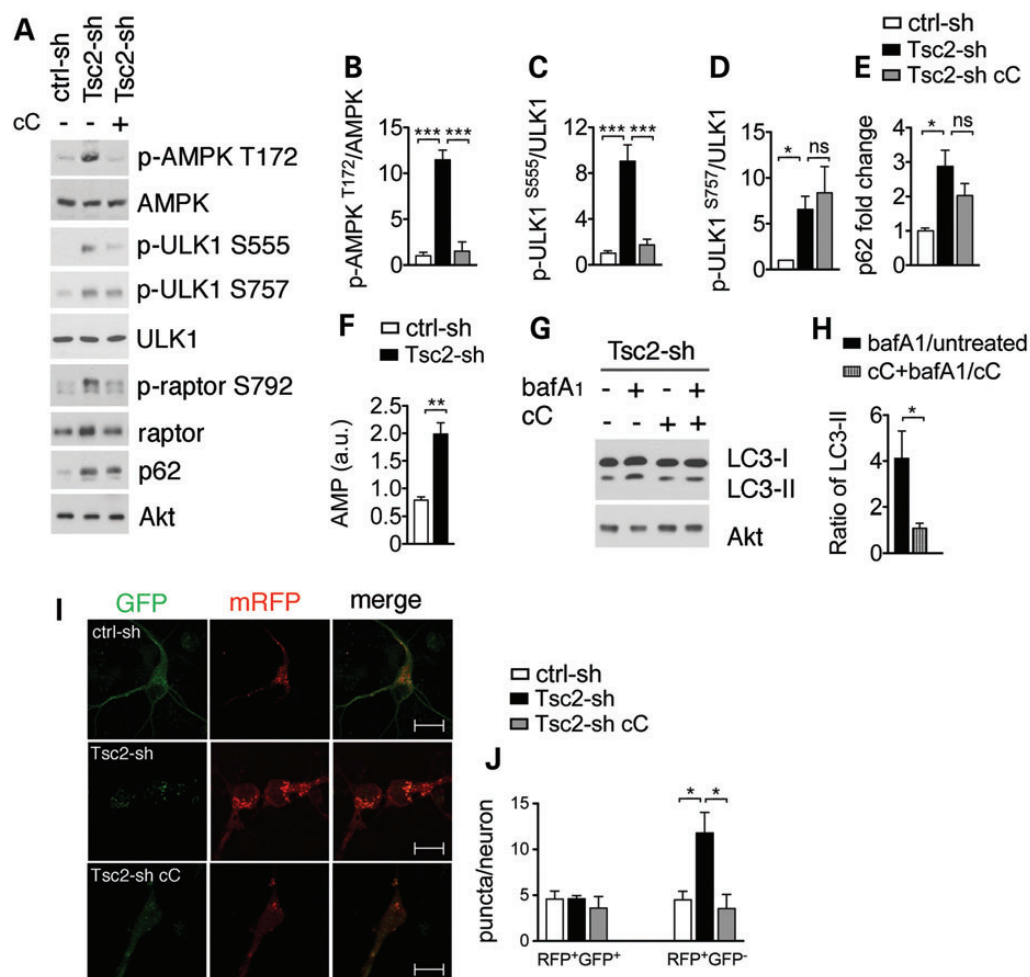 A
ctrl-sh
Tsc2-sh
Tsc2-sh
cC - - +
p-AMPK T172
AMPK
p-ULK1 S555
p-ULK1 S757
ULK1
p-raptor S792
raptor
p62
Akt
ctrl-sh
Tsc2-sh
Tsc2-sh cC
B
p-AMPK T172/AMPK
15
10
5
0
*** ***
C
p-ULK1 S555/ULK1
12
8
4
0
*** ***
D
p-ULK1 S757/ULK1
15
10
5
0
* ns
E
p62 fold change
4
3
2
1
0
* ns
F
ctrl-sh
Tsc2-sh
AMP (a.u.)
2.5
2.0
1.5
1.0
0.5
0
**
G
Tsc2-sh
bafA1 - + - +
cC - - + +
LC3-I
LC3-II
Akt
H
bafA1/untreated
cC+bafA1/cC
Ratio of LC3-II
6
4
2
0
*
I
GFP mRFP merge
ctrl-sh
Tsc2-sh
Tsc2-sh cC
ctrl-sh
Tsc2-sh
Tsc2-sh cC
J
puncta/neuron
15
10
5
0
* *
RFP+GFP+ RFP+GFP-